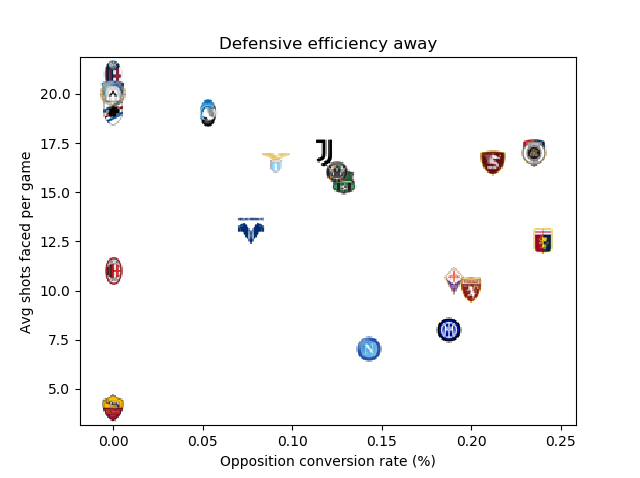 Defensive efficiency away
Avg shots faced per game
20.0
17.5
15.0
12.5
10.0
7.5
5.0
0.00 0.05 0.10 0.15 0.20 0.25
Opposition conversion rate (%)